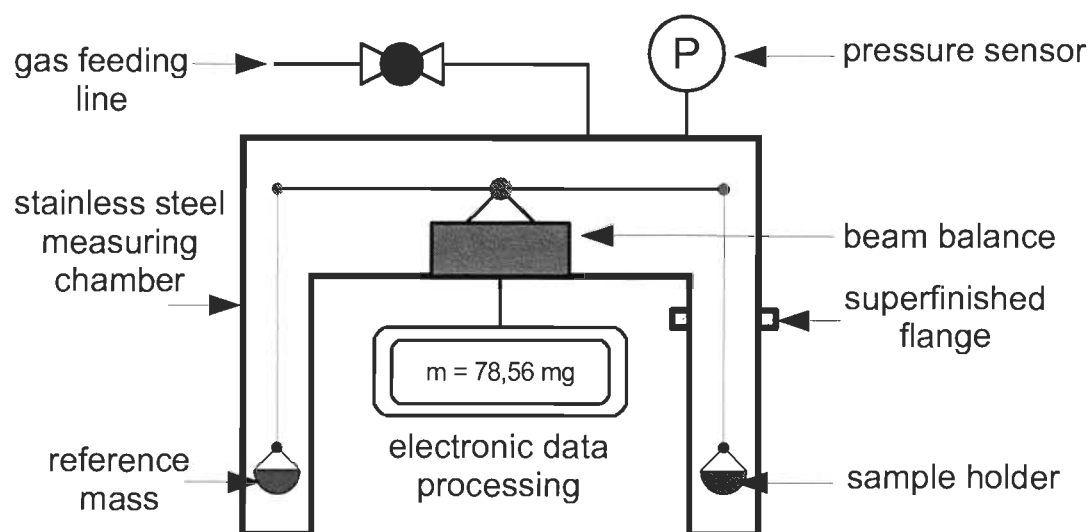 gas feeding
line
P
pressure sensor
stainless steel
measuring
chamber
beam balance
superfinished
flange
m = 78,56 mg
electronic data
processing
reference
mass
sample holder